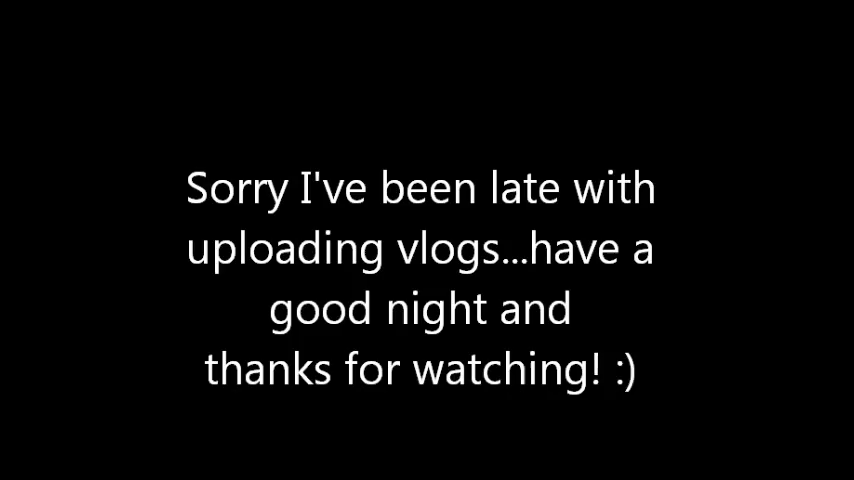 Sorry I've been late with
uploading vlogs...have a
good night and
thanks for watching! :)